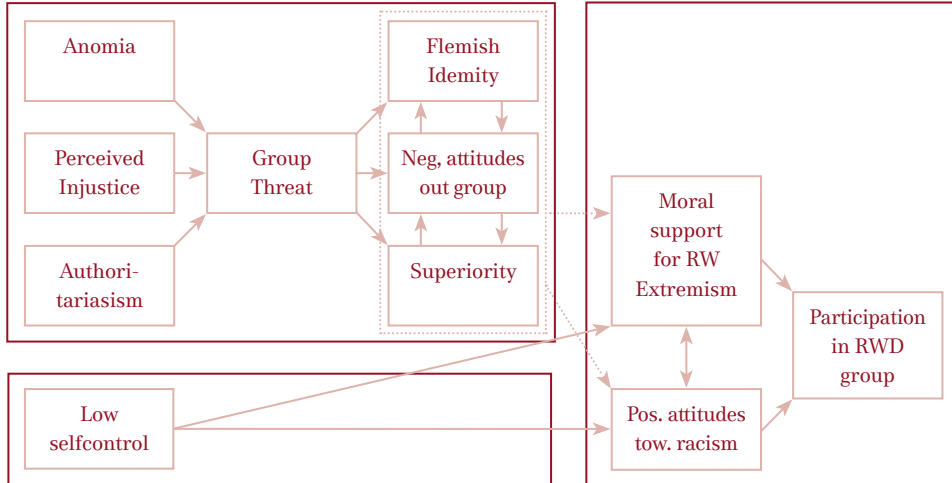 Anomia
Perceived
Injustice
Authori-
tariasism
Group
Threat
Flemish
Idemity
Neg, attitudes
out group
Superiority
Low
selfcontrol
Moral
support
for RW
Extremism
Pos. attitudes
tow. racism
Participation
in RWD
group